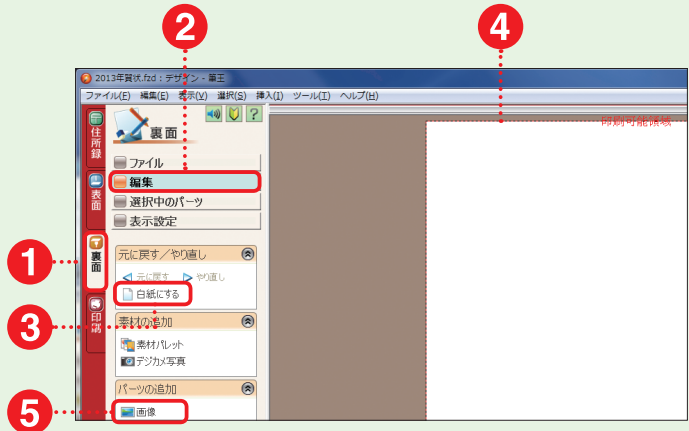 2
4
2013年賀状.fzd：デザイン - 筆王
ファイル(F) 編集(E) 表示(V) 選択(S) 挿入(I) ツール(T) ヘルプ(H)
住所録
裏面
?
印刷可能領域
ファイル
編集
表面
選択中のパーツ
表示設定
1
裏面
元に戻す／やり直し
元に戻す やり直し
白紙にする
3
印刷
素材の追加
素材パレット
デジカメ写真
パーツの追加
5
画像